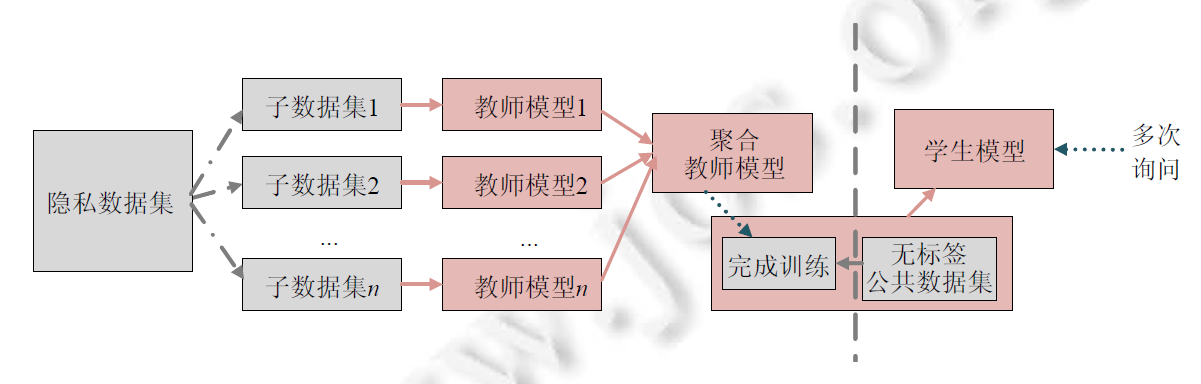 隐私数据集
子数据集1
子数据集2
...
子数据集n
教师模型1
教师模型2
...
教师模型n
聚合
教师模型
完成训练
无标签
公共数据集
学生模型
多次
询问